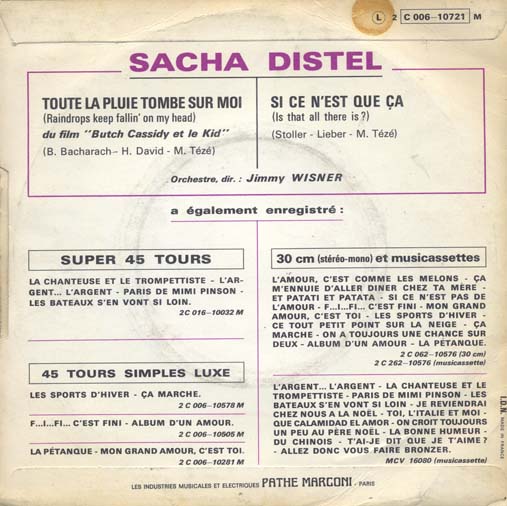 L 2 C 006-10721 M
SACHA DISTEL
TOUTE LA PLUIE TOMBE SUR MOI
(Raindrops keep fallin' on my head)
du film "Butch Cassidy et le Kid"
(B. Bacharach - H. David - M. Tézé)
SI CE N'EST QUE ÇA
(Is that all there is?)
(Stoller - Lieber - M. Tézé)
Orchestre, dir. : Jimmy WISNER
a également enregistré :
SUPER 45 TOURS
LA CHANTEUSE ET LE TROMPETTISTE - L'AR-
GENT... L'ARGENT - PARIS DE MIMI PINSON -
LES BATEAUX S'EN VONT SI LOIN.
2 C 016-10032 M
45 TOURS SIMPLES LUXE
LES SPORTS D'HIVER - ÇA MARCHE.
2 C 006-10578 M
F...I...FI... C'EST FINI - ALBUM D'UN AMOUR.
2 C 006-10505 M
LA PÉTANQUE - MON GRAND AMOUR, C'EST TOI.
2 C 006-10281 M
30 cm (stéréo-mono) et musicassettes
L'AMOUR, C'EST COMME LES MELONS - ÇA
M'ENNUIE D'ALLER DINER CHEZ TA MÈRE -
ET PATATI ET PATATA - SI CE N'EST PAS DE
L'AMOUR - F...I...FI... C'EST FINI - MON GRAND
AMOUR, C'EST TOI - LES SPORTS D'HIVER -
CE TOUT PETIT POINT SUR LA NEIGE - ÇA
MARCHE - ON A TOUJOURS UNE CHANCE SUR
DEUX - ALBUM D'UN AMOUR - LA PÉTANQUE.
2 C 062-10576 (30 cm)
2 C 262-10576 (musicassette)
L'ARGENT... L'ARGENT - LA CHANTEUSE ET LE
TROMPETTISTE - PARIS DE MIMI PINSON - LES
BATEAUX S'EN VONT SI LOIN - JE REVIENDRAI
CHEZ NOUS A LA NOËL - TOI, L'ITALIE ET MOI -
QUE CALAMIDAD EL AMOR - ON CROIT TOUJOURS
UN PEU AU PÈRE NOËL - LA BONNE HUMEUR -
DU CHINOIS - T'AI-JE DIT QUE JE T'AIME ?
- ALLEZ DONC VOUS FAIRE BRONZER.
MCV 16080 (musicassette)
I.D.N. MADE IN FRANCE
LES INDUSTRIES MUSICALES ET ELECTRIQUES PATHE MARCONI - PARIS